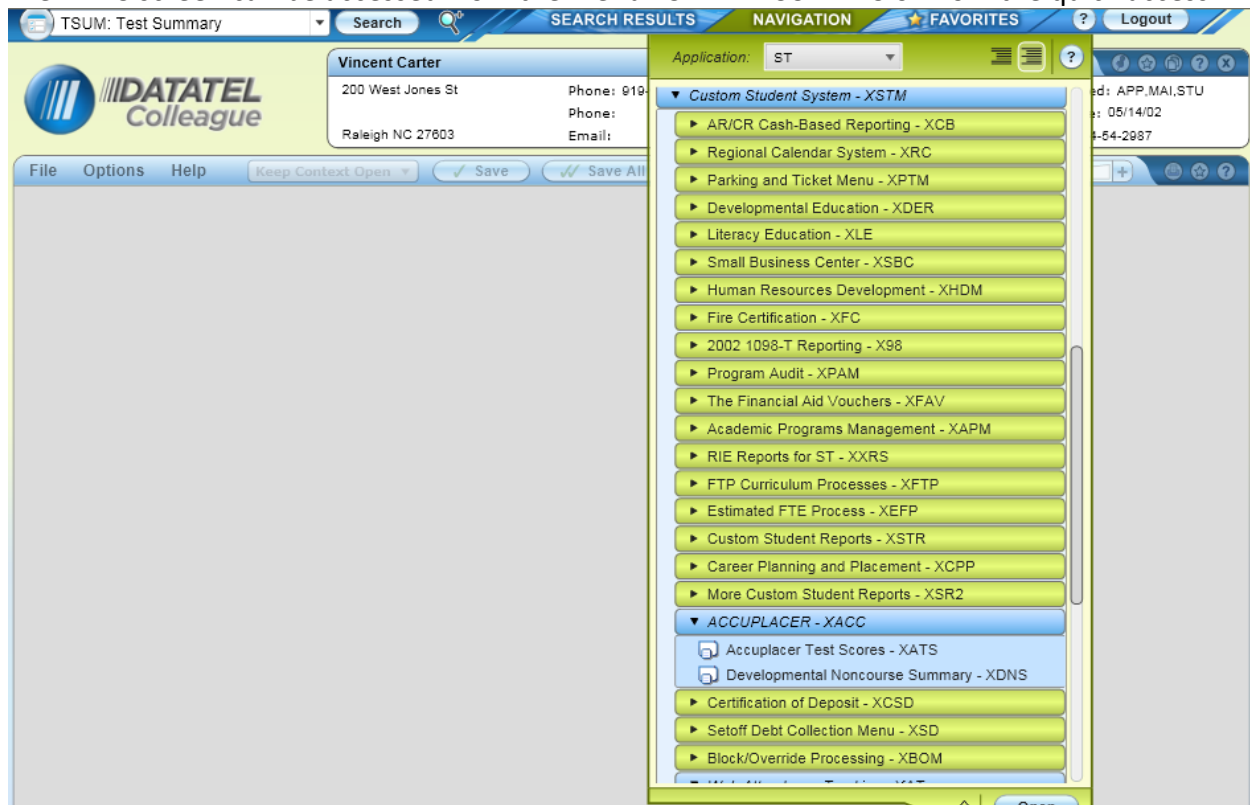 TSUM: Test Summary
Search
SEARCH RESULTS
NAVIGATION
FAVORITES
?
Logout
Vincent Carter
200 West Jones St
Phone: 919-
Phone:
Raleigh NC 27603
Email:
DATATEL
Colleague
APP,MAI,STU
05/14/02
-54-2987
Application: ST
?
File Options Help Keep Context Open Save Save All
Custom Student System - XSTM
AR/CR Cash-Based Reporting - XCB
Regional Calendar System - XRC
Parking and Ticket Menu - XPTM
Developmental Education - XDER
Literacy Education - XLE
Small Business Center - XSBC
Human Resources Development - XHDM
Fire Certification - XFC
2002 1098-T Reporting - X98
Program Audit - XPAM
The Financial Aid Vouchers - XFAV
Academic Programs Management - XAPM
RIE Reports for ST - XXRS
FTP Curriculum Processes - XFTP
Estimated FTE Process - XEFP
Custom Student Reports - XSTR
Career Planning and Placement - XCPP
More Custom Student Reports - XSR2
ACCUPLACER - XACC
Accuplacer Test Scores - XATS
Developmental Noncourse Summary - XDNS
Certification of Deposit - XCSD
Setoff Debt Collection Menu - XSD
Block/Override Processing - XBOM
Open